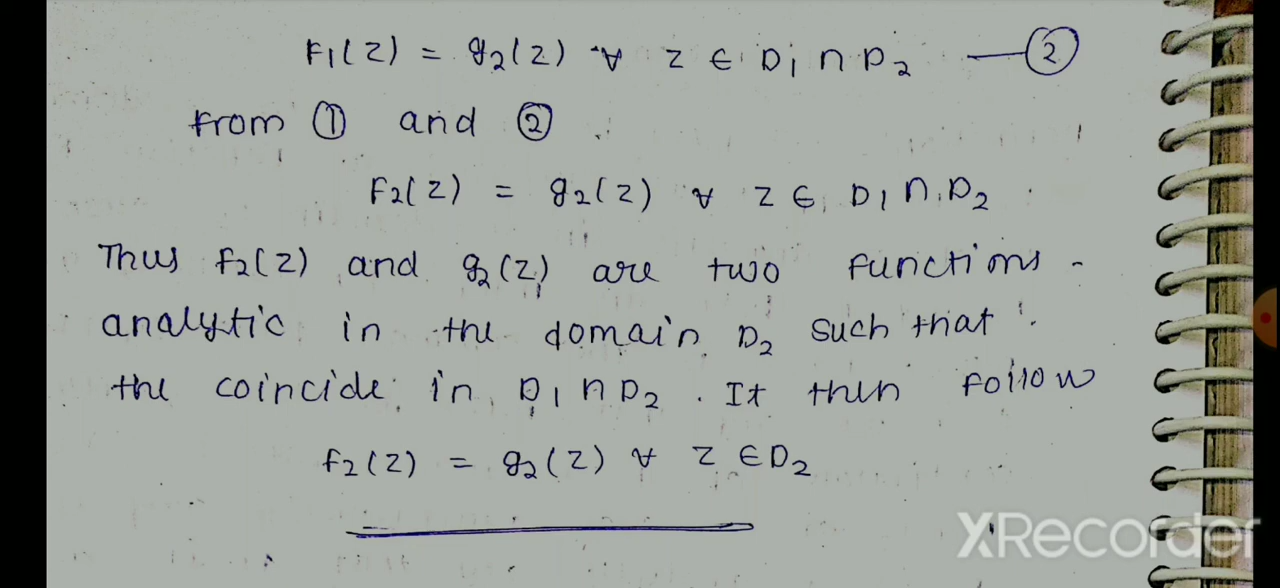 F1(z) = g2(z) ∀ z ∈ D1 ∩ D2 —②
from ① and ②
F2(z) = g2(z) ∀ z ∈ D1 ∩ D2
Thus f2(z) and g2(z) are two functions
analytic in the domain D2 such that
the coincide in D1 ∩ D2 . It then follow
f2(z) = g2(z) ∀ z ∈ D2
XRecorder